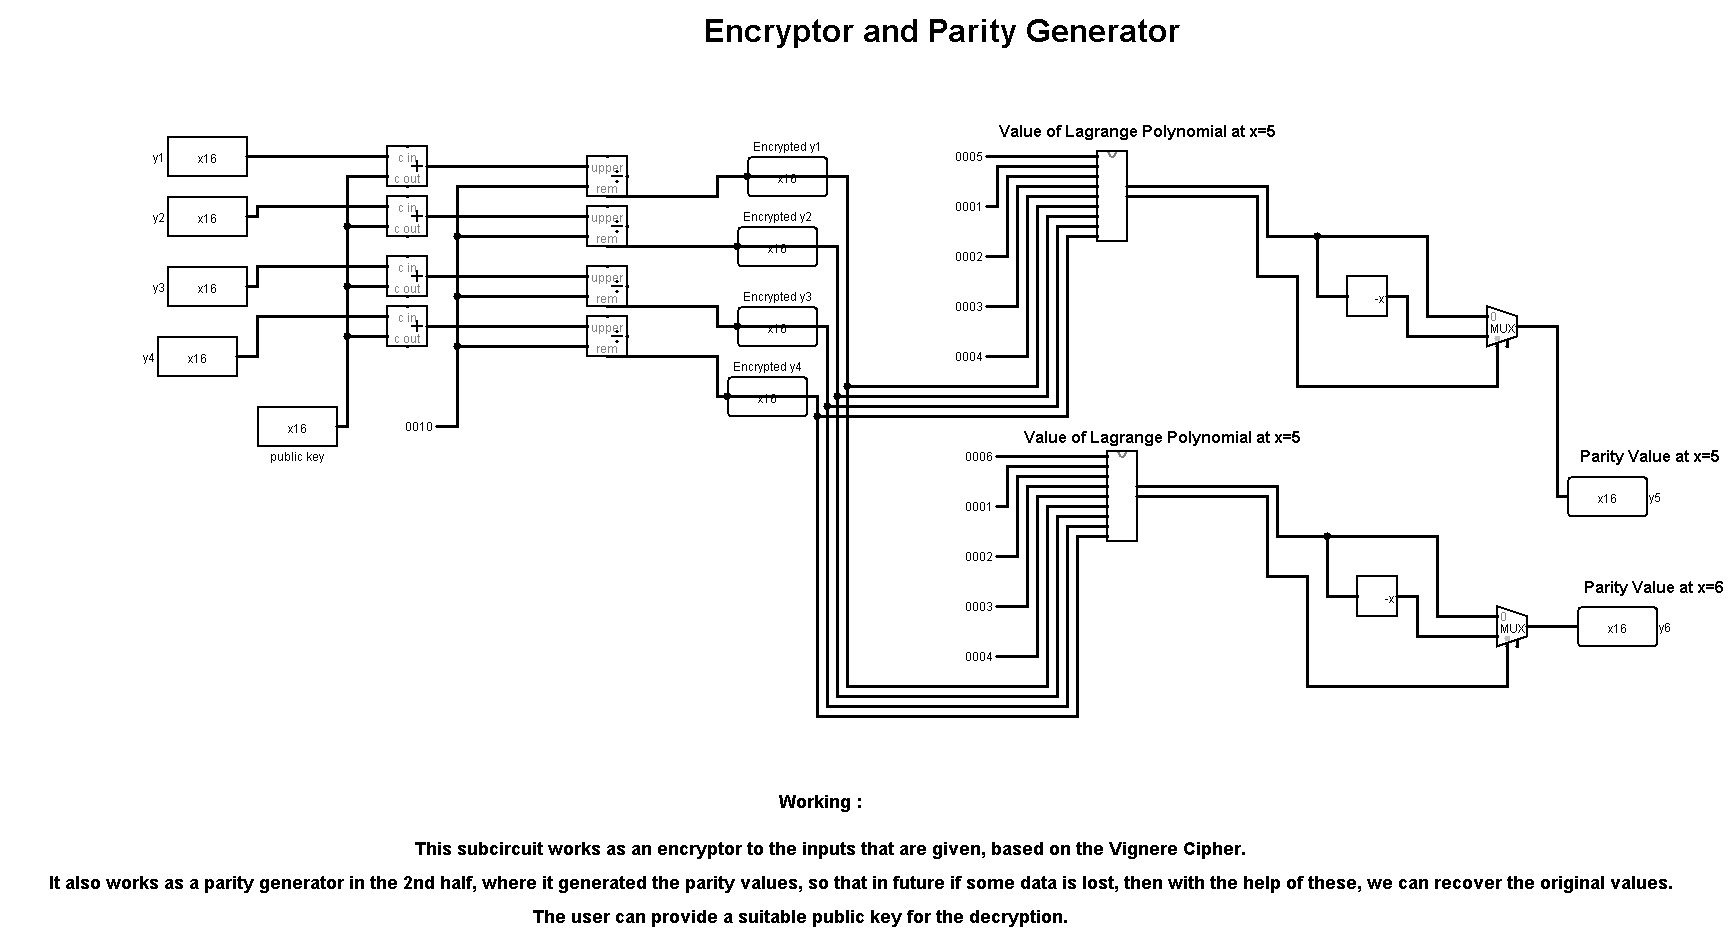 Encryptor and Parity Generator
y1
x16
y2
x16
y3
x16
y4
x16
x16
public key
c in
+
c out
c in
+
c out
c in
+
c out
c in
+
c out
0010
upper
÷
rem
upper
÷
rem
upper
÷
rem
upper
÷
rem
Encrypted y1
x16
Encrypted y2
x16
Encrypted y3
x16
Encrypted y4
x16
Value of Lagrange Polynomial at x=5
0005
0001
0002
0003
0004
-x
0
MUX
Value of Lagrange Polynomial at x=5
0006
0001
0002
0003
0004
-x
0
MUX
Parity Value at x=5
x16
y5
Parity Value at x=6
x16
y6
Working :
This subcircuit works as an encryptor to the inputs that are given, based on the Vignere Cipher.
It also works as a parity generator in the 2nd half, where it generated the parity values, so that in future if some data is lost, then with the help of these, we can recover the original values.
The user can provide a suitable public key for the decryption.